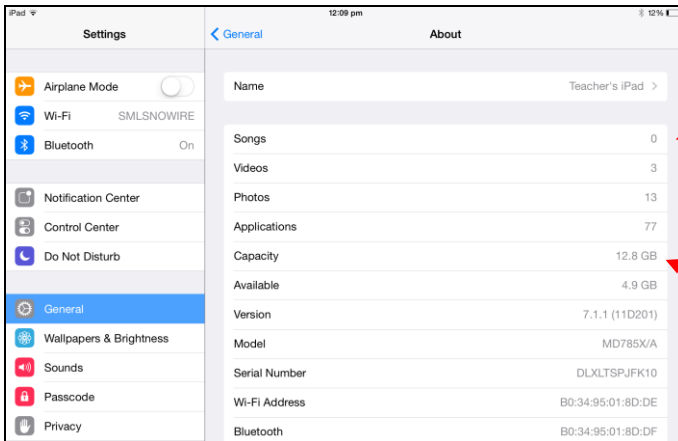 iPad 12:09 pm 12%
Settings
General About
Airplane Mode
Wi-Fi SMLSNOWIRE
Bluetooth On
Notification Center
Control Center
Do Not Disturb
General
Wallpapers & Brightness
Sounds
Passcode
Privacy
Name Teacher's iPad
Songs 0
Videos 3
Photos 13
Applications 77
Capacity 12.8 GB
Available 4.9 GB
Version 7.1.1 (11D201)
Model MD785X/A
Serial Number DLXLTSPJFK10
Wi-Fi Address B0:34:95:01:8D:DE
Bluetooth B0:34:95:01:8D:DF